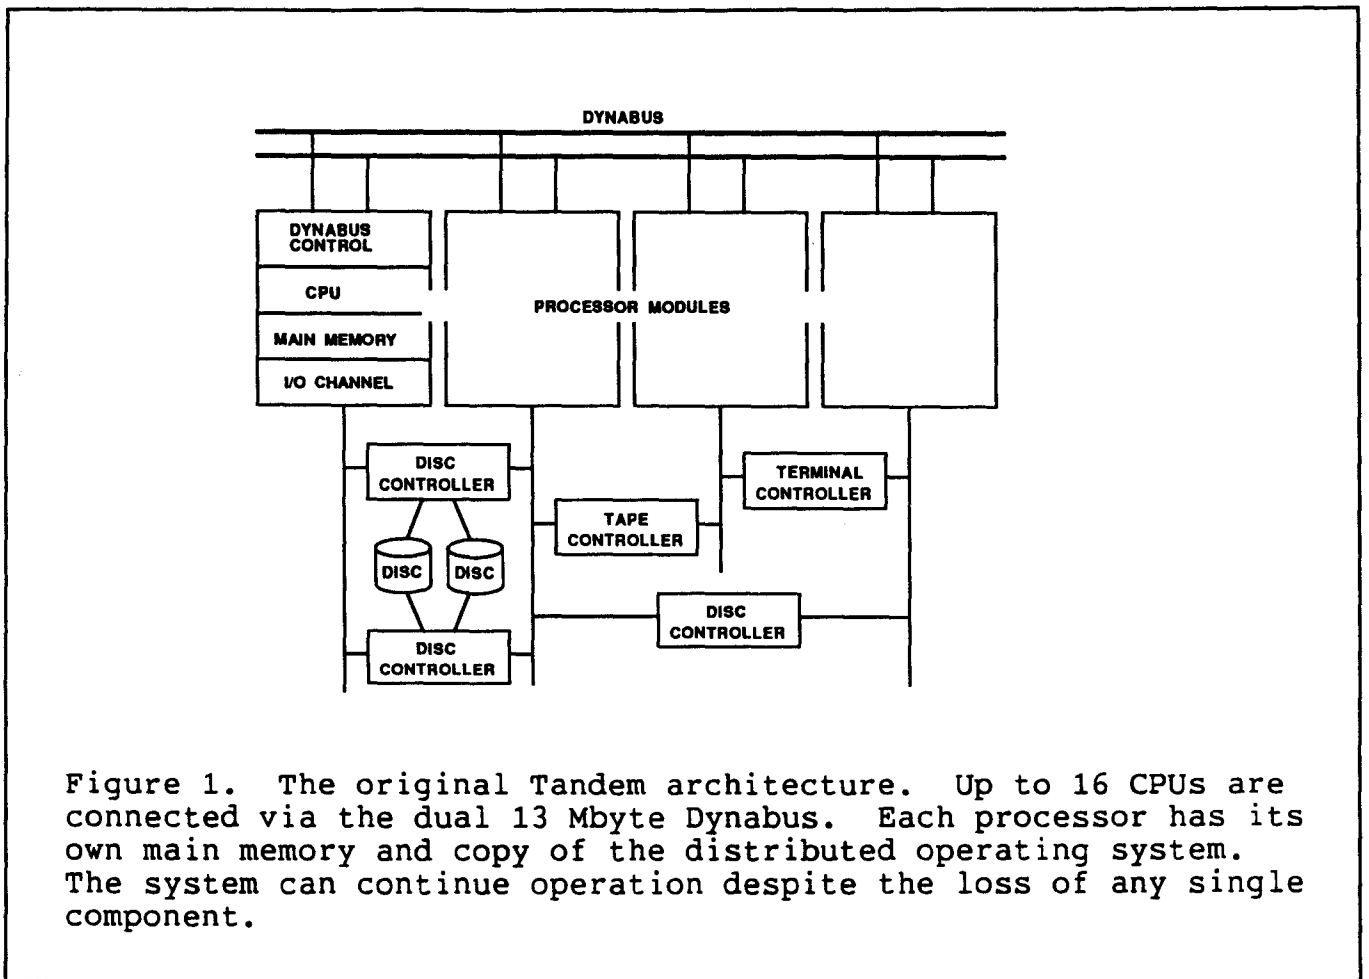 DYNABUS
DYNABUS
CONTROL
CPU
MAIN MEMORY
I/O CHANNEL
PROCESSOR MODULES
DISC
CONTROLLER
TERMINAL
CONTROLLER
TAPE
CONTROLLER
DISC
DISC
DISC
CONTROLLER
DISC
CONTROLLER
Figure 1. The original Tandem architecture. Up to 16 CPUs are
connected via the dual 13 Mbyte Dynabus. Each processor has its
own main memory and copy of the distributed operating system.
The system can continue operation despite the loss of any single
component.